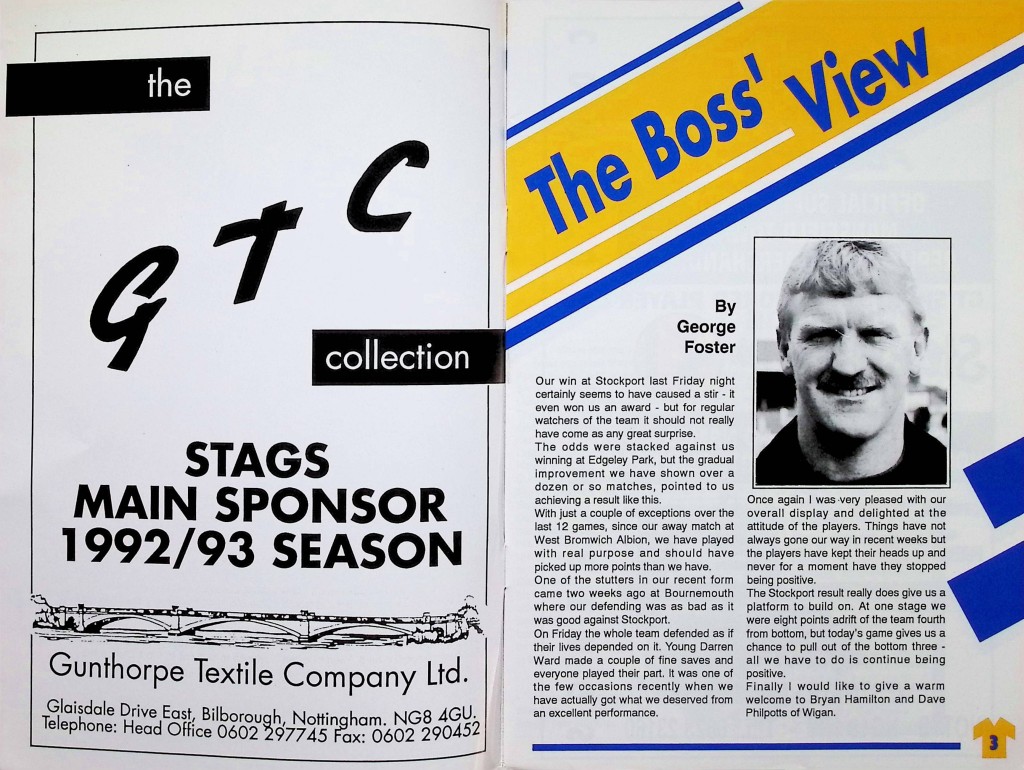 the
GTC
collection
STAGS
MAIN SPONSOR
1992/93 SEASON
Gunthorpe Textile Company Ltd.
Glaisdale Drive East, Bilborough, Nottingham. NG8 4GU.
Telephone: Head Office 0602 297745 Fax: 0602 290452
The Boss' View
By
George
Foster
Our win at Stockport last Friday night
certainly seems to have caused a stir - it
even won us an award - but for regular
watchers of the team it should not really
have come as any great surprise.
The odds were stacked against us
winning at Edgeley Park, but the gradual
improvement we have shown over a
dozen or so matches, pointed to us
achieving a result like this.
With just a couple of exceptions over the
last 12 games, since our away match at
West Bromwich Albion, we have played
with real purpose and should have
picked up more points than we have.
One of the stutters in our recent form
came two weeks ago at Bournemouth
where our defending was as bad as it
was good against Stockport.
On Friday the whole team defended as if
their lives depended on it. Young Darren
Ward made a couple of fine saves and
everyone played their part. It was one of
the few occasions recently when we
have actually got what we deserved from
an excellent performance.
Once again I was very pleased with our
overall display and delighted at the
attitude of the players. Things have not
always gone our way in recent weeks but
the players have kept their heads up and
never for a moment have they stopped
being positive.
The Stockport result really does give us a
platform to build on. At one stage we
were eight points adrift of the team fourth
from bottom, but today's game gives us a
chance to pull out of the bottom three -
all we have to do is continue being
positive.
Finally I would like to give a warm
welcome to Bryan Hamilton and Dave
Philpotts of Wigan.
3